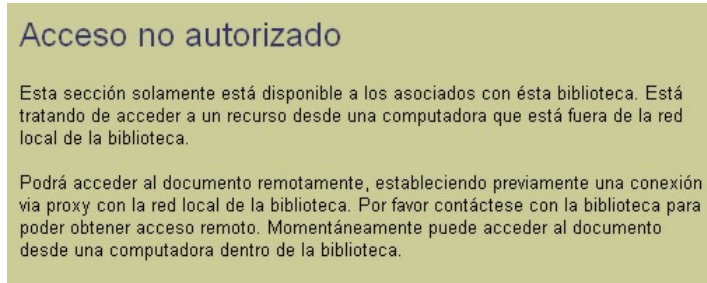 Acceso no autorizado
Esta sección solamente está disponible a los asociados con ésta biblioteca. Está
tratando de acceder a un recurso desde una computadora que está fuera de la red
local de la biblioteca.
Podrá acceder al documento remotamente, estableciendo previamente una conexión
via proxy con la red local de la biblioteca. Por favor contáctese con la biblioteca para
poder obtener acceso remoto. Momentáneamente puede acceder al documento
desde una computadora dentro de la biblioteca.